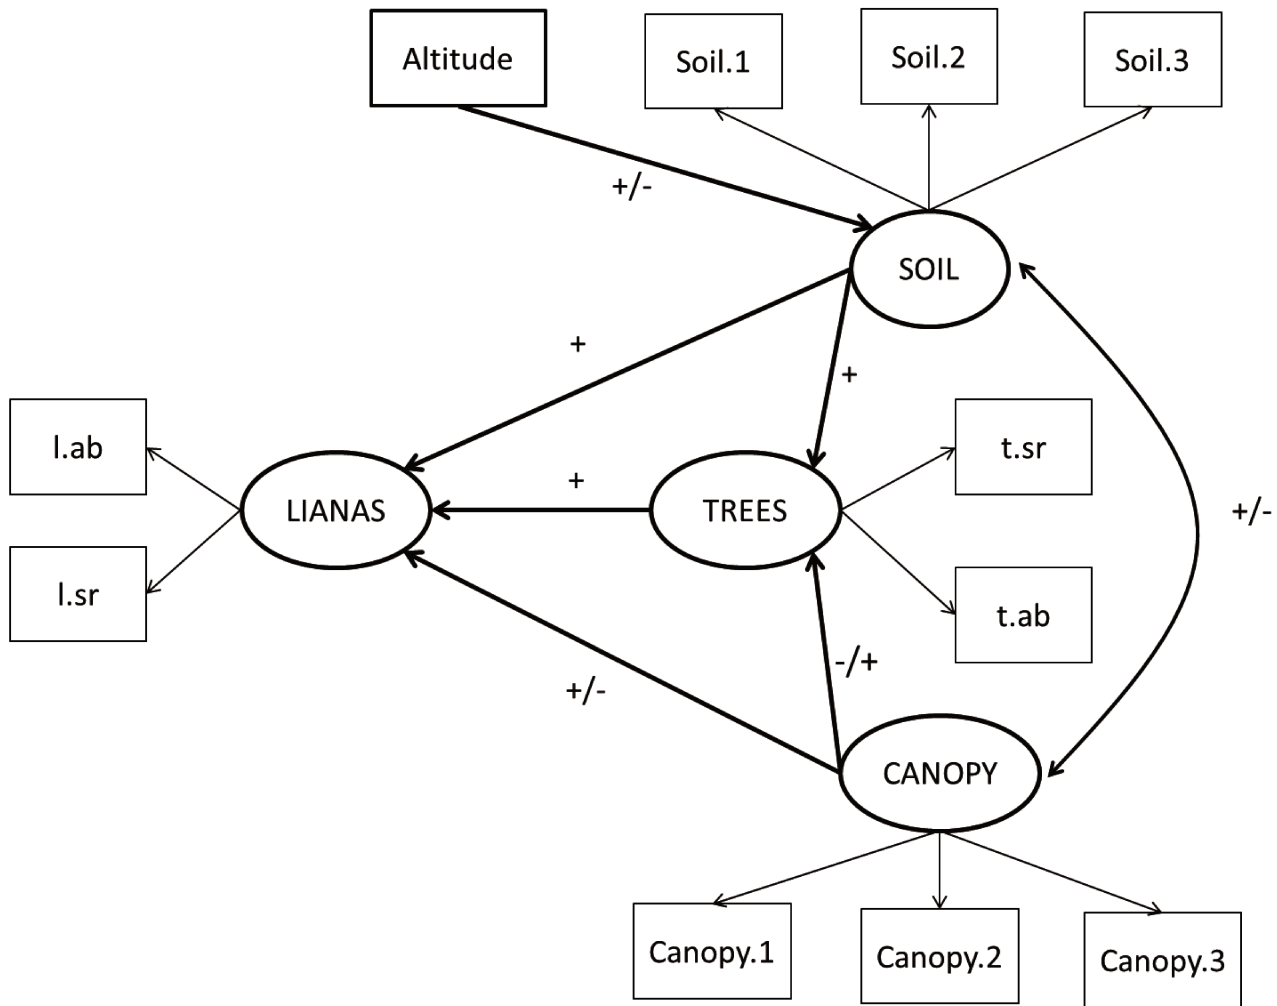 Altitude
Soil.1
Soil.2
Soil.3
+/-
SOIL
+
+
l.ab
t.sr
LIANAS
+
TREES
+/-
l.sr
t.ab
+/-
-/+
CANOPY
Canopy.1
Canopy.2
Canopy.3